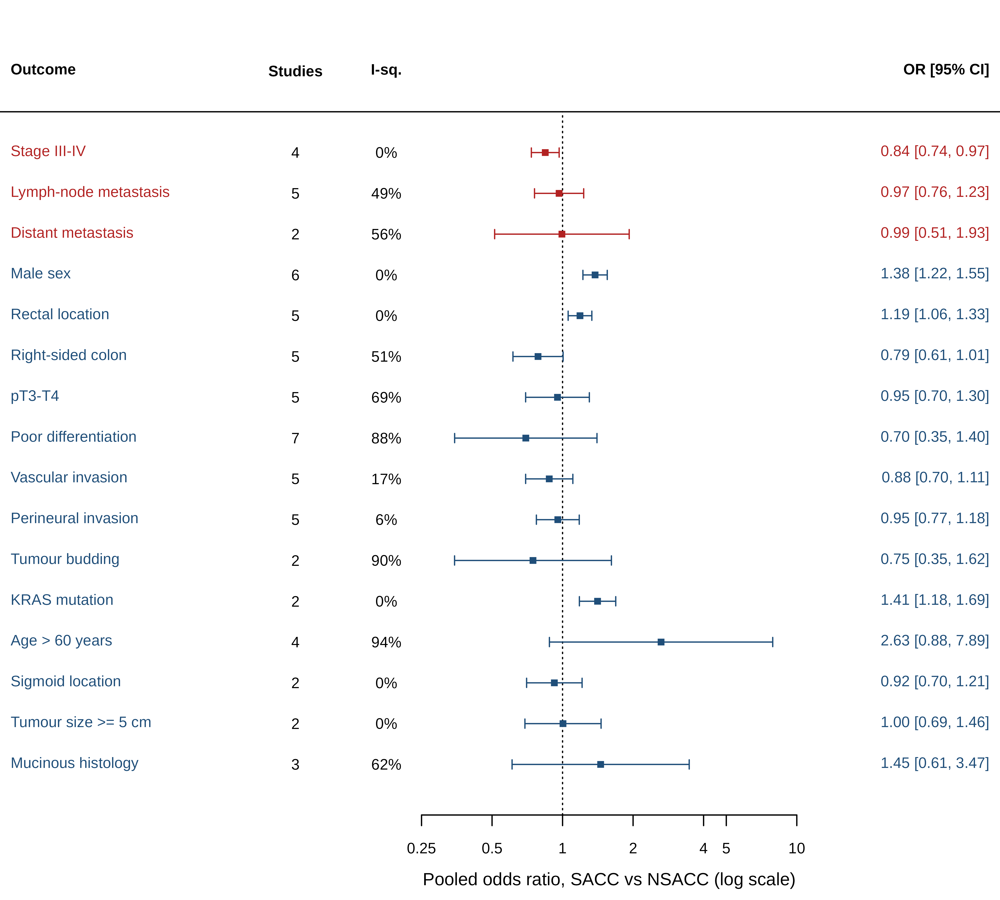 Outcome Studies I-sq. OR [95% CI]
Stage III-IV 4 0% 0.84 [0.74, 0.97]
Lymph-node metastasis 5 49% 0.97 [0.76, 1.23]
Distant metastasis 2 56% 0.99 [0.51, 1.93]
Male sex 6 0% 1.38 [1.22, 1.55]
Rectal location 5 0% 1.19 [1.06, 1.33]
Right-sided colon 5 51% 0.79 [0.61, 1.01]
pT3-T4 5 69% 0.95 [0.70, 1.30]
Poor differentiation 7 88% 0.70 [0.35, 1.40]
Vascular invasion 5 17% 0.88 [0.70, 1.11]
Perineural invasion 5 6% 0.95 [0.77, 1.18]
Tumour budding 2 90% 0.75 [0.35, 1.62]
KRAS mutation 2 0% 1.41 [1.18, 1.69]
Age > 60 years 4 94% 2.63 [0.88, 7.89]
Sigmoid location 2 0% 0.92 [0.70, 1.21]
Tumour size >= 5 cm 2 0% 1.00 [0.69, 1.46]
Mucinous histology 3 62% 1.45 [0.61, 3.47]
0.25 0.5 1 2 4 5 10
Pooled odds ratio, SACC vs NSACC (log scale)